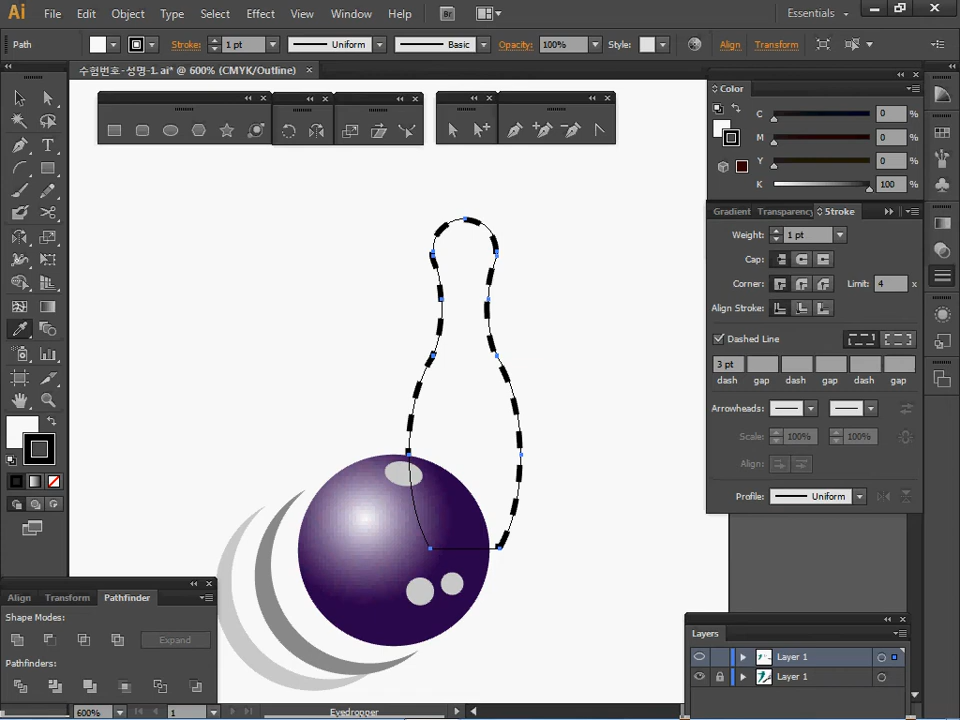 Ai File Edit Object Type Select Effect View Window Help Br Essentials
Path Stroke: 1 pt Uniform Basic Opacity: 100% Style: Align Transform
수험번호-성명-1. ai* @ 600% (CMYK/Outline) ×
Color
C 0 %
M 0 %
Y 0 %
K 100 %
Gradient Transparency Stroke
Weight: 1 pt
Cap:
Corner: Limit: 4 x
Align Stroke:
Dashed Line
3 pt
dash gap dash gap dash gap
Arrowheads:
Scale: 100% 100%
Align:
Profile: Uniform
Align Transform Pathfinder
Shape Modes:
Expand
Pathfinders:
Layers
Layer 1
Layer 1
600% 1 Eyedropper